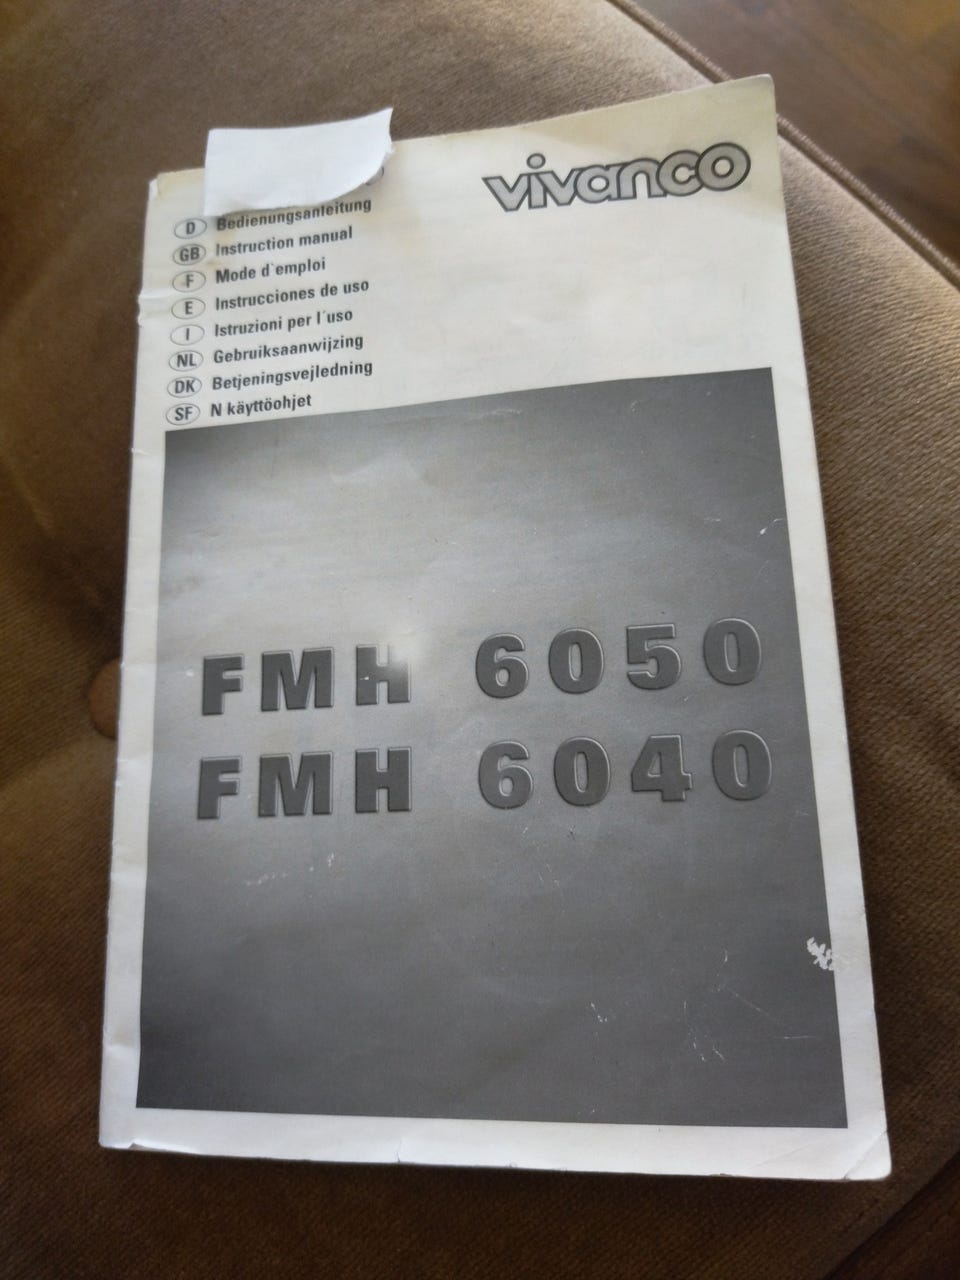 vivanco
D Bedienungsanleitung
GB Instruction manual
F Mode d`emploi
E Instrucciones de uso
I Istruzioni per l´uso
NL Gebruiksaanwijzing
DK Betjeningsvejledning
SF N käyttöohjet
FMH 6050
FMH 6040